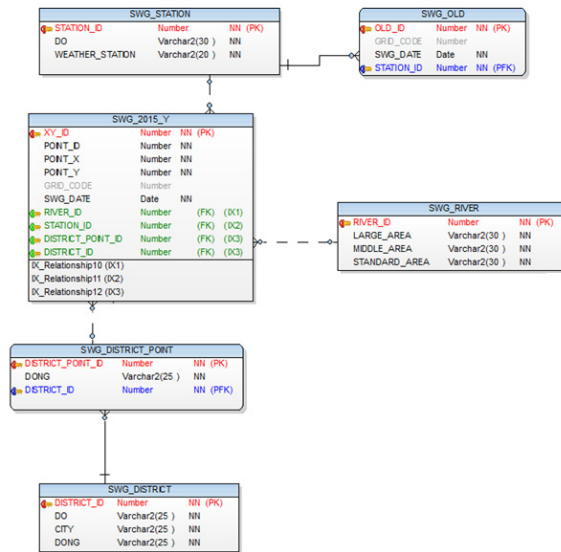 SWG_STATION
STATION_ID Number NN (PK)
DO Varchar2(30 ) NN
WEATHER_STATION Varchar2(20 ) NN
SWG_OLD
OLD_ID Number NN (PK)
GRID_CODE Number
SWG_DATE Date NN
STATION_ID Number NN (PFK)
SWG_2015_Y
XY_ID Number NN (PK)
POINT_ID Number NN
POINT_X Number NN
POINT_Y Number NN
GRID_CODE Number
SWG_DATE Date NN
RIVER_ID Number (FK) (IX1)
STATION_ID Number (FK) (IX2)
DISTRICT_POINT_ID Number (FK) (IX3)
DISTRICT_ID Number (FK) (IX3)
IX_Relationship10 (IX1)
IX_Relationship11 (IX2)
IX_Relationship12 (IX3)
SWG_RIVER
RIVER_ID Number NN (PK)
LARGE_AREA Varchar2(30 ) NN
MIDDLE_AREA Varchar2(30 ) NN
STANDARD_AREA Varchar2(30 ) NN
SWG_DISTRICT_POINT
DISTRICT_POINT_ID Number NN (PK)
DONG Varchar2(25 ) NN
DISTRICT_ID Number NN (PFK)
SWG_DISTRICT
DISTRICT_ID Number NN (PK)
DO Varchar2(25 ) NN
CITY Varchar2(25 ) NN
DONG Varchar2(25 ) NN